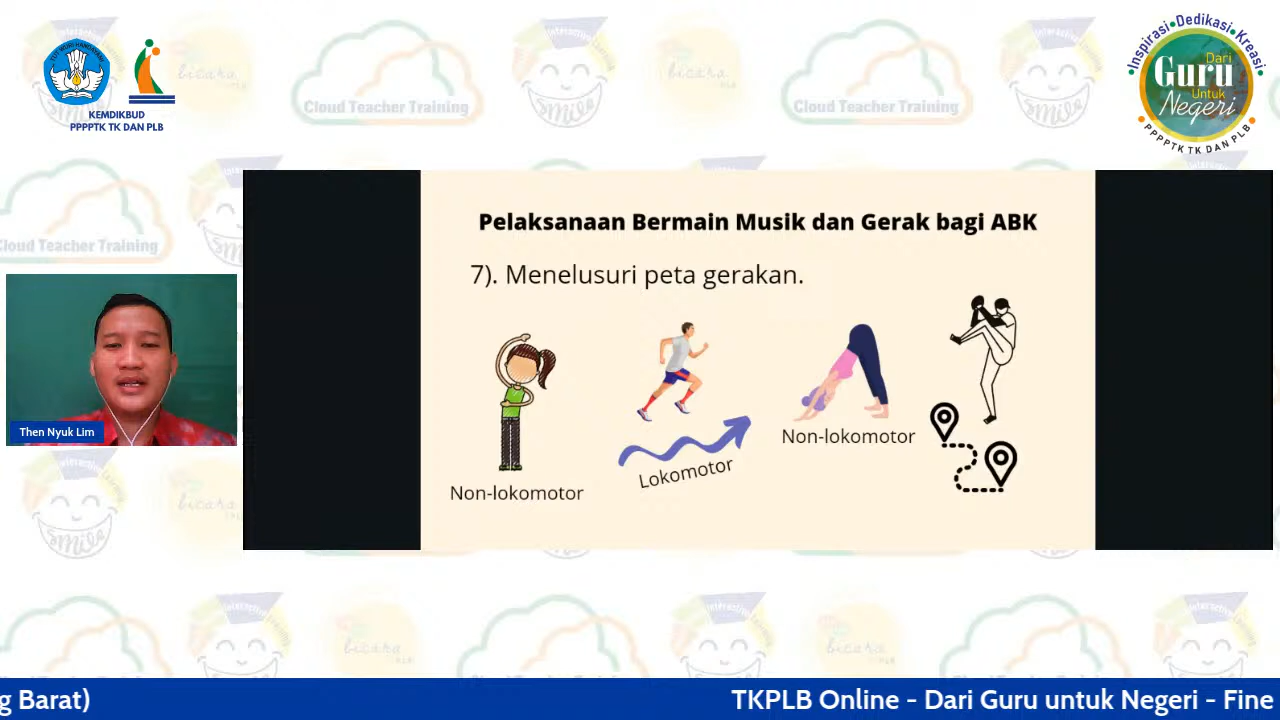 KEMDIKBUD
PPPPTK TK DAN PLB
Inspirasi•Dedikasi•Kreasi
Dari
Guru
Untuk
Negeri
PPPPTK TK DAN PLB
Cloud Teacher Training
Cloud Teacher Training
Cloud Teacher Training
Pelaksanaan Bermain Musik dan Gerak bagi ABK
7). Menelusuri peta gerakan.
Non-lokomotor
Lokomotor
Non-lokomotor
Then Nyuk Lim
g Barat)
TKPLB Online - Dari Guru untuk Negeri - Fine